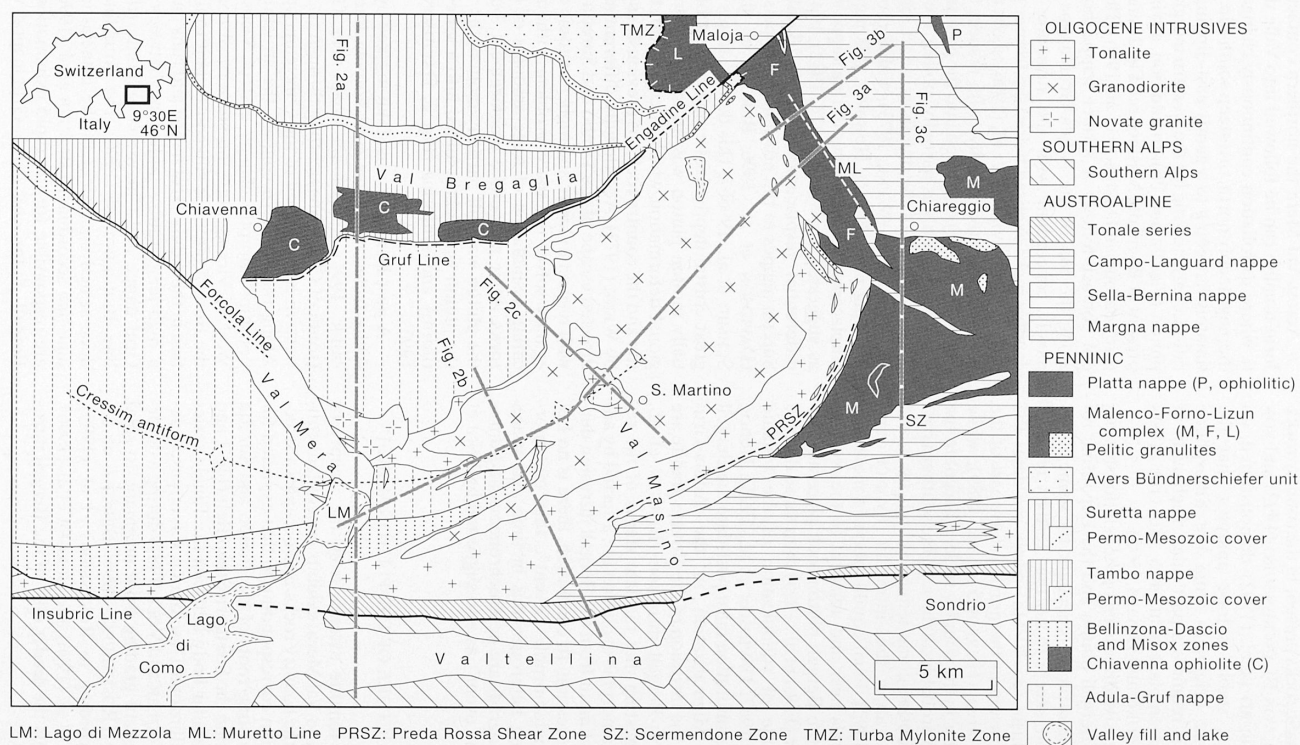 Switzerland
Italy
9°30E
46°N
Fig. 2a
TMZ
L
Maloja
P
F
Fig. 3b
Fig. 3a
Fig. 3c
Engadine Line
ML
M
Chiareggio
Val Bregaglia
Chiavenna
C
C
C
Gruf Line
F
M
Forcola Line
Fig. 2c
Fig. 2b
S. Martino
Cressim antiform
Val Mera
M
SZ
PRSZ
Val Masino
LM
Insubric Line
Lago
di
Como
Sondrio
Valtellina
5 km
OLIGOCENE INTRUSIVES
Tonalite
Granodiorite
Novate granite
SOUTHERN ALPS
Southern Alps
AUSTROALPINE
Tonale series
Campo-Languard nappe
Sella-Bernina nappe
Margna nappe
PENNINIC
Platta nappe (P, ophiolitic)
Malenco-Forno-Lizun
complex (M, F, L)
Pelitic granulites
Avers Bündnerschiefer unit
Suretta nappe
Permo-Mesozoic cover
Tambo nappe
Permo-Mesozoic cover
Bellinzona-Dascio
and Misox zones
Chiavenna ophiolite (C)
Adula-Gruf nappe
Valley fill and lake
LM: Lago di Mezzola ML: Muretto Line PRSZ: Preda Rossa Shear Zone SZ: Scermendone Zone TMZ: Turba Mylonite Zone